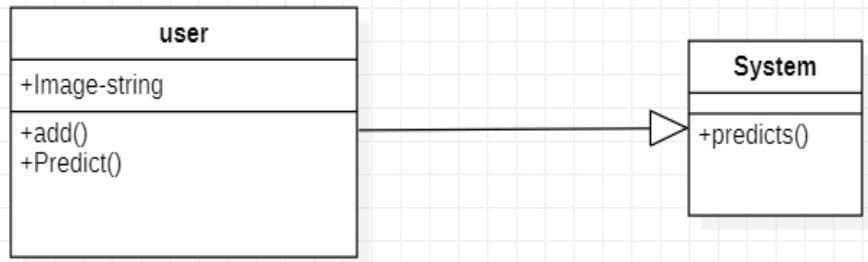 user
+Image-string
+add()
+Predict()
System
+predicts()